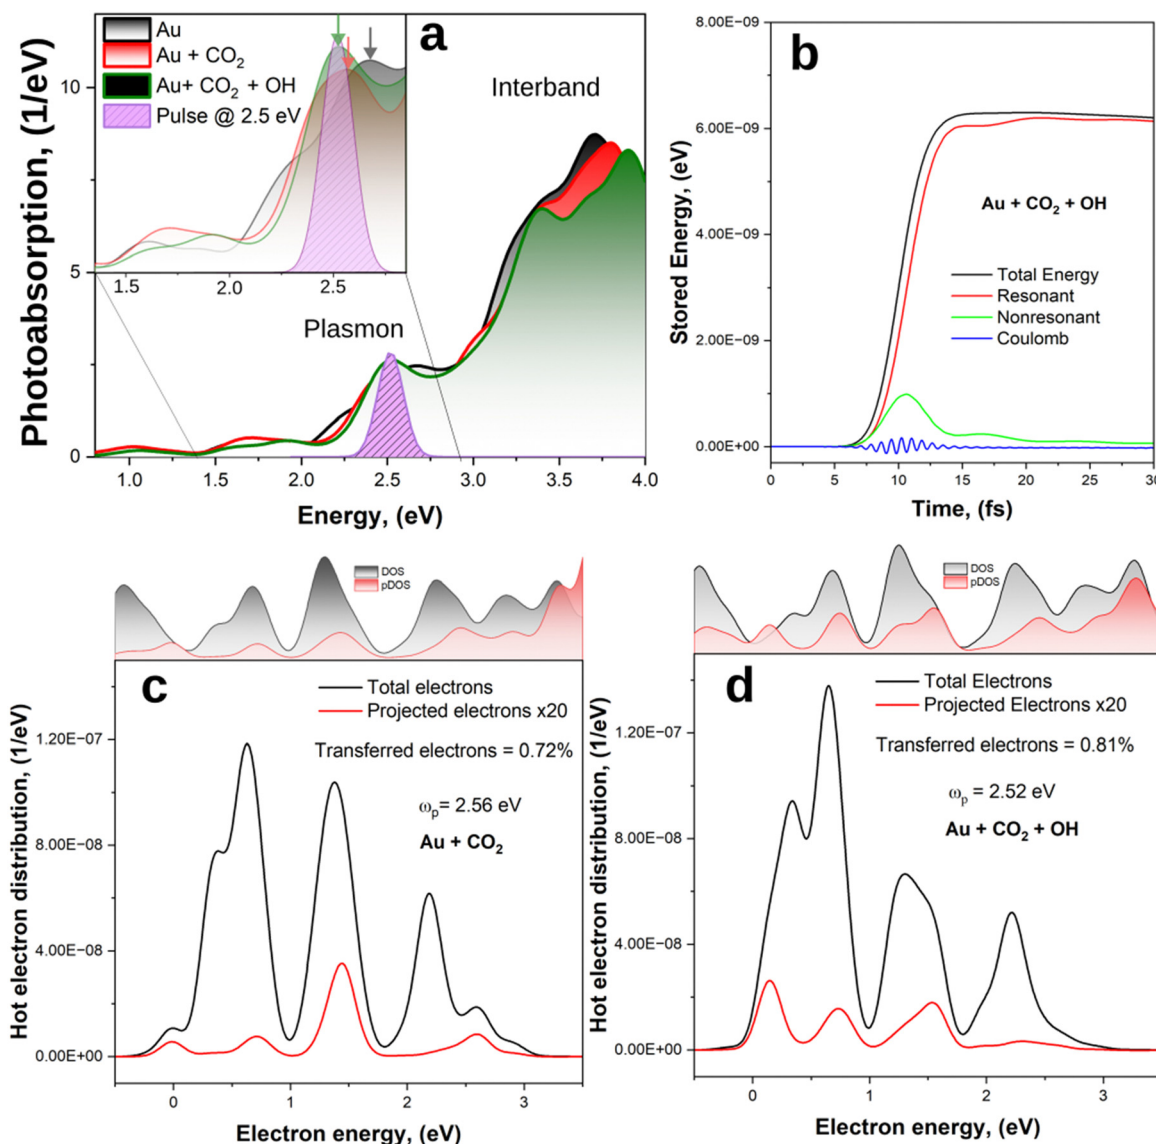 a
Au
Au + CO₂
Au+ CO₂ + OH
Pulse @ 2.5 eV
Photoabsorption, (1/eV)
10
5
0
1.5
2.0
2.5
Interband
Plasmon
1.0
1.5
2.0
2.5
3.0
3.5
4.0
Energy, (eV)
b
Stored Energy, (eV)
8.00E−09
6.00E−09
4.00E−09
2.00E−09
0.00E+00
Au + CO₂ + OH
Total Energy
Resonant
Nonresonant
Coulomb
0
5
10
15
20
25
30
Time, (fs)
DOS
pDOS
c
Total electrons
Projected electrons x20
Transferred electrons = 0.72%
ωₚ= 2.56 eV
Au + CO₂
Hot electron distribution, (1/eV)
1.20E−07
8.00E−08
4.00E−08
0.00E+00
0
1
2
3
Electron energy, (eV)
DOS
pDOS
d
Total Electrons
Projected Electrons x20
Transferred electrons = 0.81%
ωₚ= 2.52 eV
Au + CO₂ + OH
Hot electron distribution, (1/eV)
1.20E−07
8.00E−08
4.00E−08
0.00E+00
0
1
2
3
Electron energy, (eV)